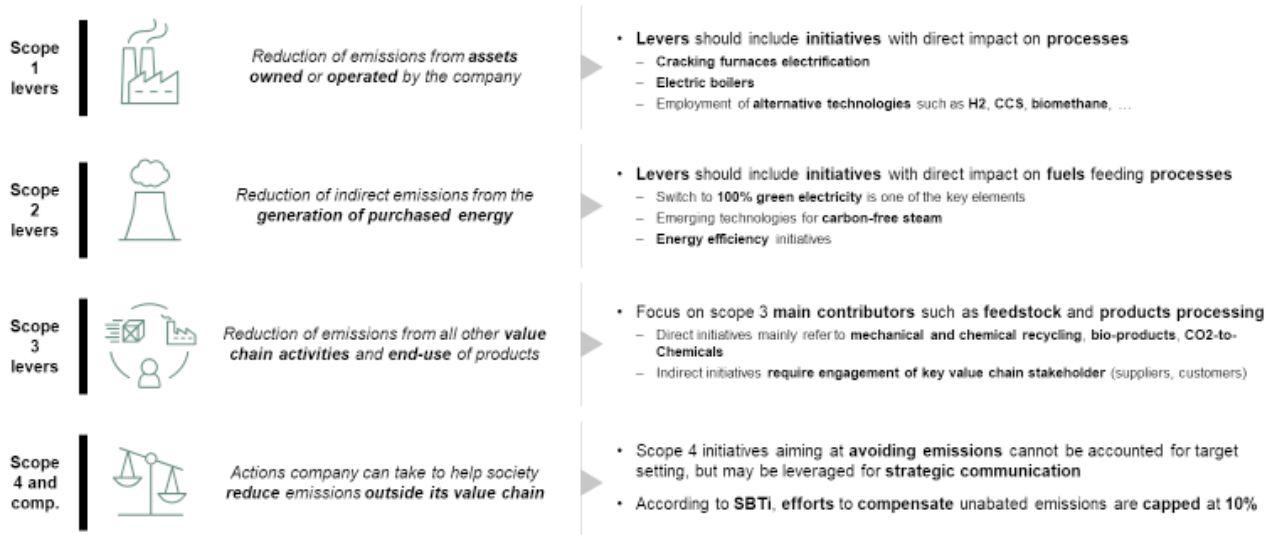 Scope
1
levers
Reduction of emissions from assets
owned or operated by the company
• Levers should include initiatives with direct impact on processes
– Cracking furnaces electrification
– Electric boilers
– Employment of alternative technologies such as H2, CCS, biomethane, ...
Scope
2
levers
Reduction of indirect emissions from the
generation of purchased energy
• Levers should include initiatives with direct impact on fuels feeding processes
– Switch to 100% green electricity is one of the key elements
– Emerging technologies for carbon-free steam
– Energy efficiency initiatives
Scope
3
levers
Reduction of emissions from all other value
chain activities and end-use of products
• Focus on scope 3 main contributors such as feedstock and products processing
– Direct initiatives mainly refer to mechanical and chemical recycling, bio-products, CO2-to-
Chemicals
– Indirect initiatives require engagement of key value chain stakeholder (suppliers, customers)
Scope
4 and
comp.
Actions company can take to help society
reduce emissions outside its value chain
• Scope 4 initiatives aiming at avoiding emissions cannot be accounted for target
setting, but may be leveraged for strategic communication
• According to SBTi, efforts to compensate unabated emissions are capped at 10%